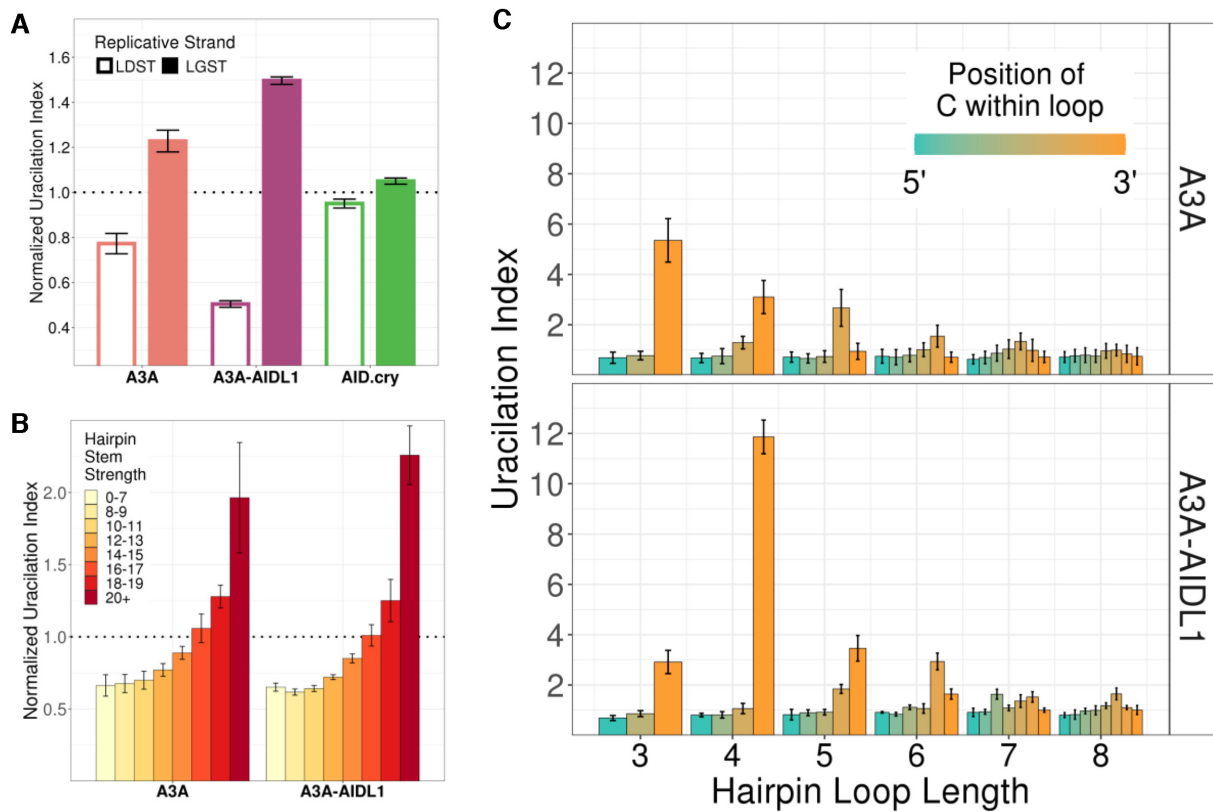 A
Replicative Strand
LDST LGST
Normalized Uracilation Index
1.6
1.4
1.2
1.0
0.8
0.6
0.4
A3A A3A-AIDL1 AID.cry
B
Hairpin
Stem
Strength
0-7
8-9
10-11
12-13
14-15
16-17
18-19
20+
Normalized Uracilation Index
2.0
1.5
1.0
0.5
A3A A3A-AIDL1
C
Position of
C within loop
5' 3'
Uracilation Index
12
10
8
6
4
2
A3A
12
10
8
6
4
2
A3A-AIDL1
3 4 5 6 7 8
Hairpin Loop Length